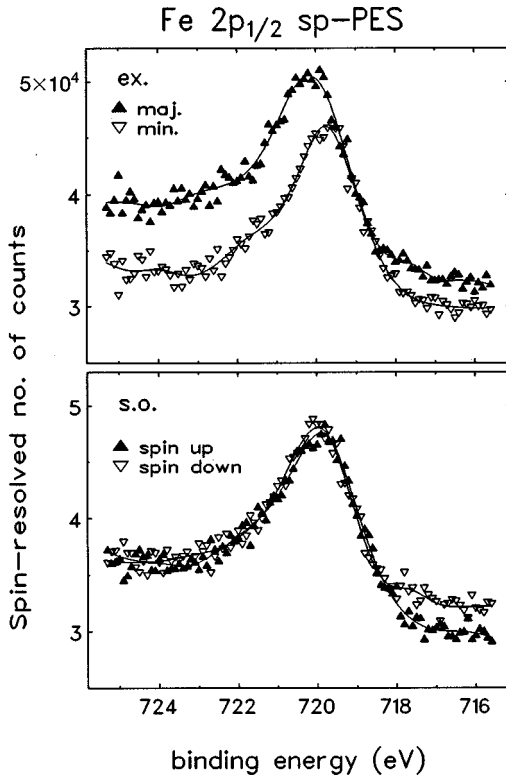 Fe 2p1/2 sp-PES
5×10⁴
ex.
▲ maj.
▽ min.
4
3
Spin-resolved no. of counts
5
s.o.
▲ spin up
▽ spin down
4
3
724 722 720 718 716
binding energy (eV)